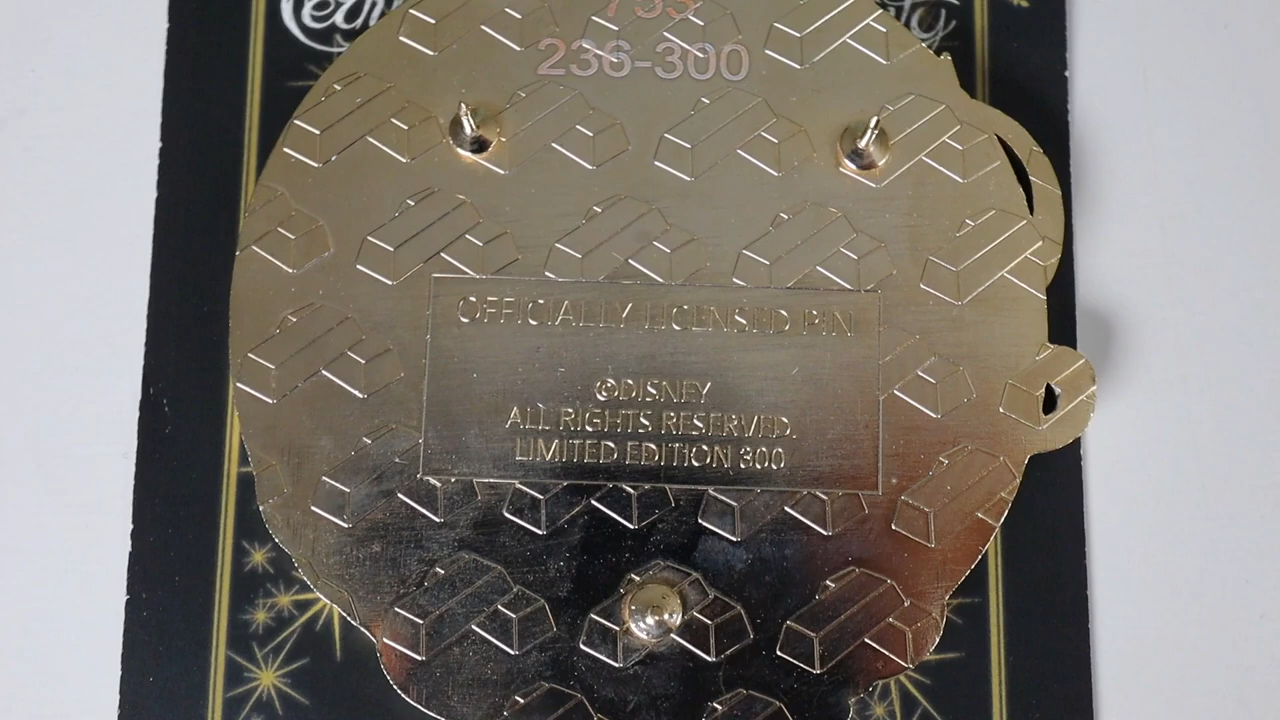 236-300
OFFICIALLY LICENSED PIN
©DISNEY
ALL RIGHTS RESERVED.
LIMITED EDITION 300